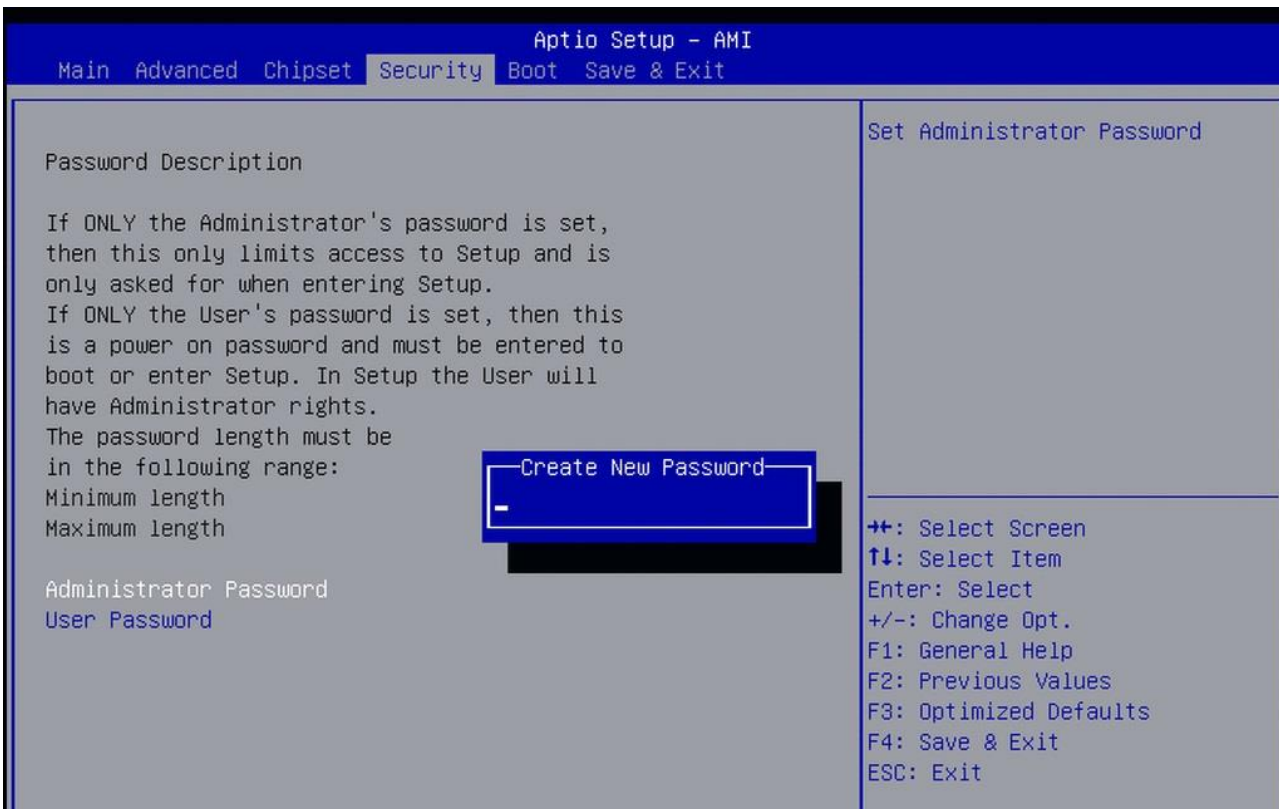 Aptio Setup – AMI
Main Advanced Chipset Security Boot Save & Exit
Password Description
If ONLY the Administrator's password is set,
then this only limits access to Setup and is
only asked for when entering Setup.
If ONLY the User's password is set, then this
is a power on password and must be entered to
boot or enter Setup. In Setup the User will
have Administrator rights.
The password length must be
in the following range:
Minimum length
Maximum length
Administrator Password
User Password
Create New Password
Set Administrator Password
→←: Select Screen
↑↓: Select Item
Enter: Select
+/-: Change Opt.
F1: General Help
F2: Previous Values
F3: Optimized Defaults
F4: Save & Exit
ESC: Exit